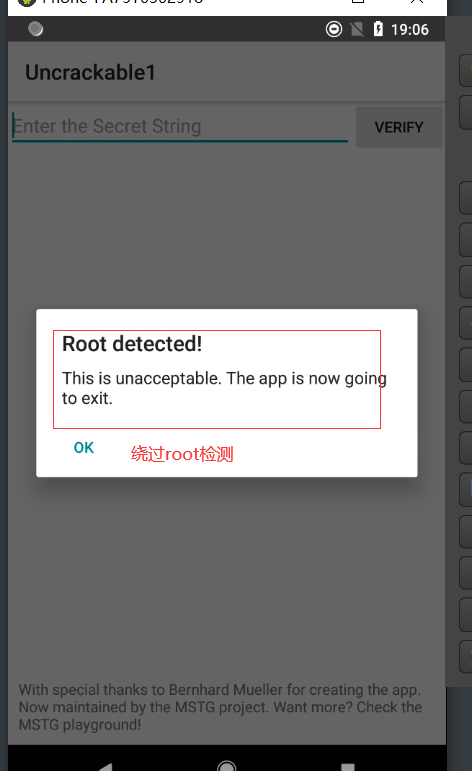 19:06
Uncrackable1
Enter the Secret String
VERIFY
Root detected!
This is unacceptable. The app is now going
to exit.
OK
绕过root检测
With special thanks to Bernhard Mueller for creating the app.
Now maintained by the MSTG project. Want more? Check the
MSTG playground!